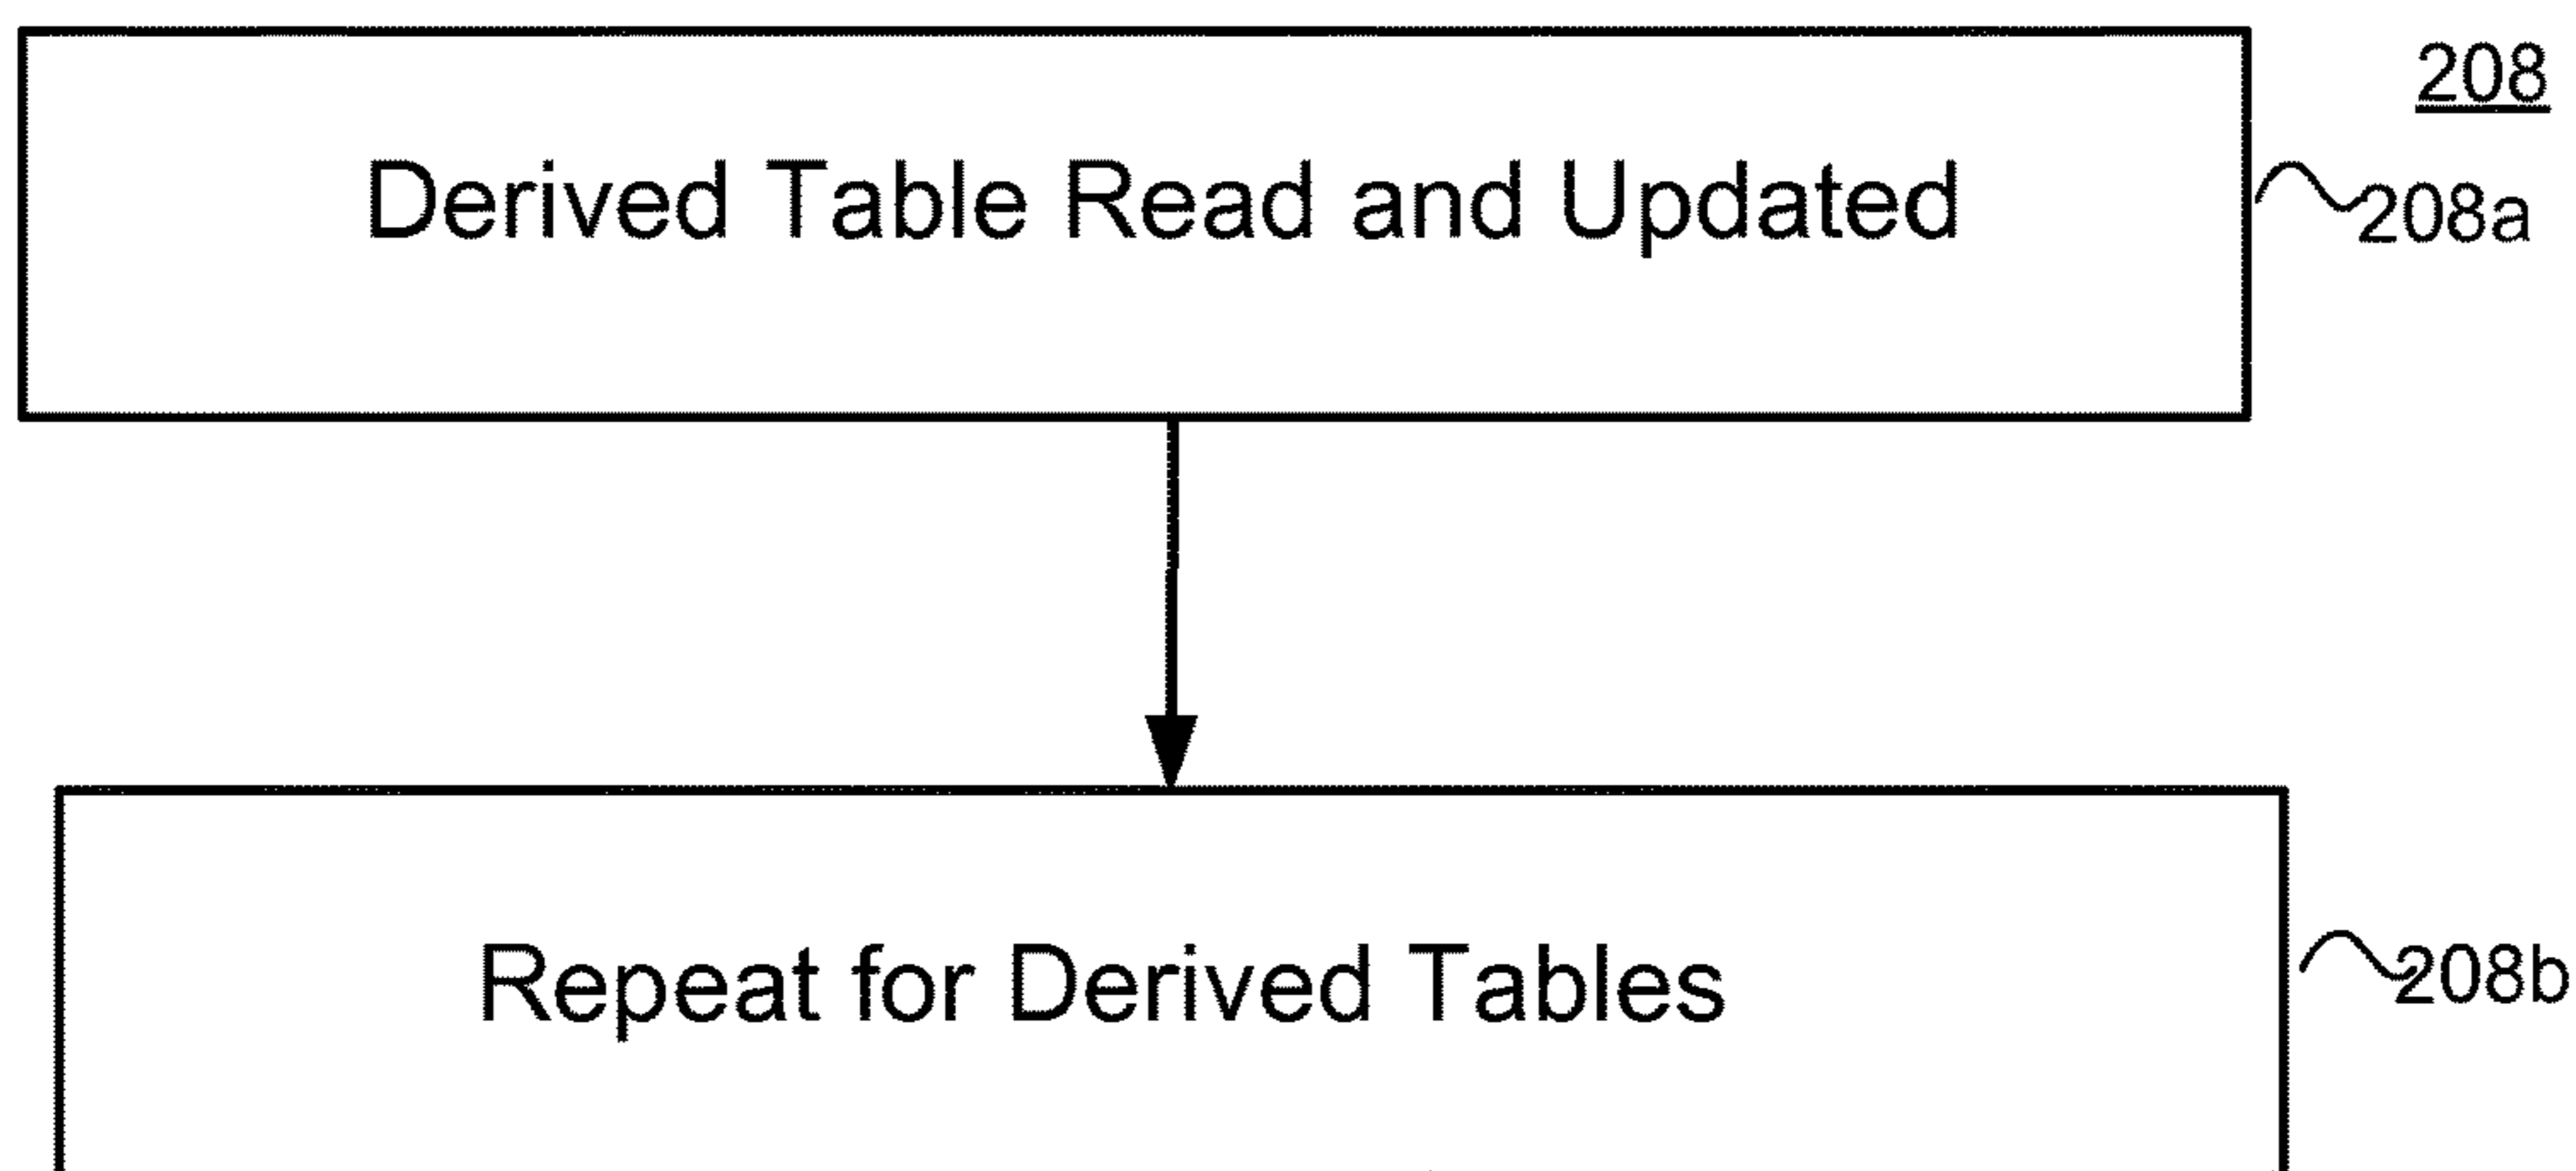 208
Derived Table Read and Updated
208a
Repeat for Derived Tables
208b